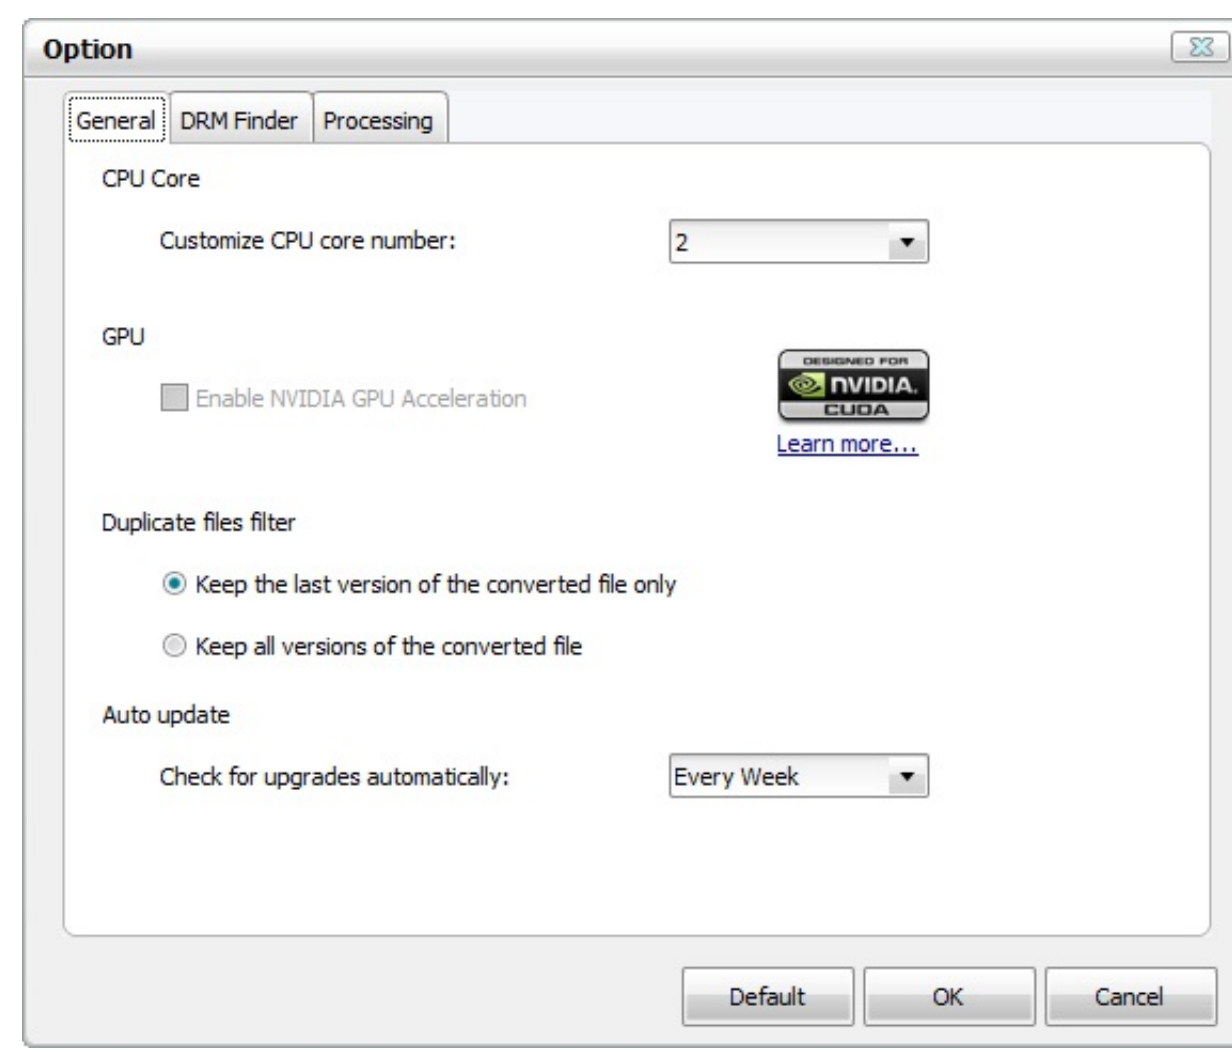 Option
General DRM Finder Processing
CPU Core
Customize CPU core number: 2
GPU
DESIGNED FOR
Enable NVIDIA GPU Acceleration NVIDIA.
CUDA
Learn more...
Duplicate files filter
Keep the last version of the converted file only
Keep all versions of the converted file
Auto update
Check for upgrades automatically: Every Week
Default OK Cancel